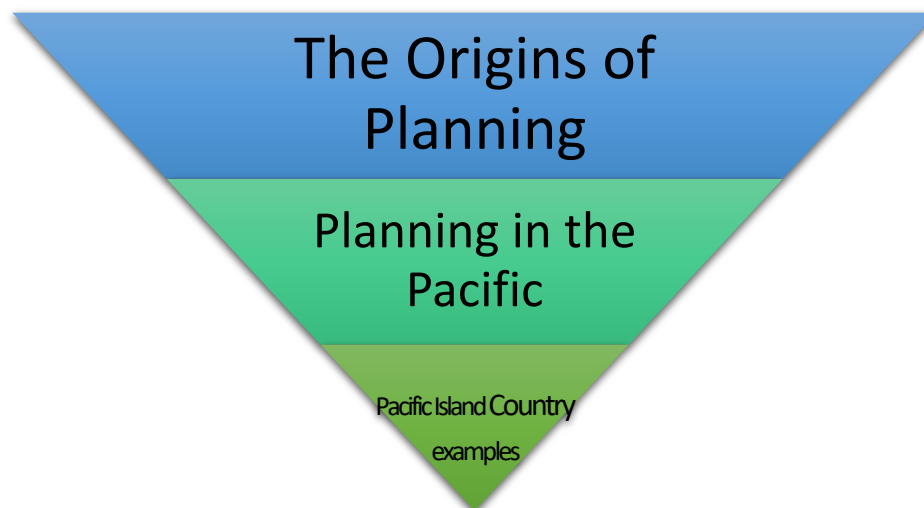 The Origins of
Planning
Planning in the
Pacific
Pacific Island Country
examples